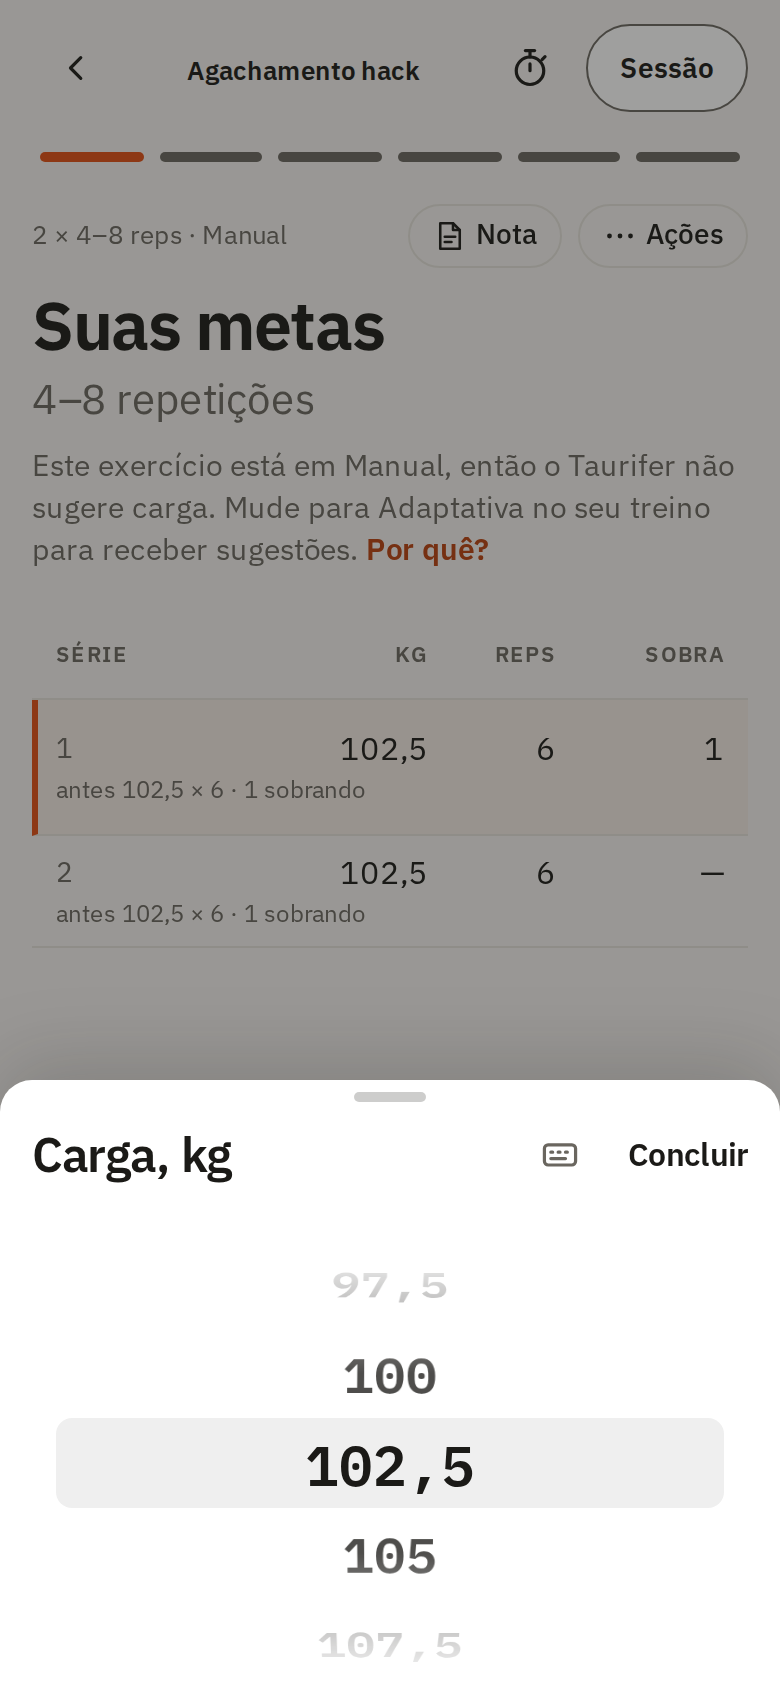 Agachamento hack
Sessão
2 × 4–8 reps · Manual
Nota
Ações
Suas metas
4–8 repetições
Este exercício está em Manual, então o Taurifer não
sugere carga. Mude para Adaptativa no seu treino
para receber sugestões. Por quê?
SÉRIE KG REPS SOBRA
1 102,5 6 1
antes 102,5 × 6 · 1 sobrando
2 102,5 6 —
antes 102,5 × 6 · 1 sobrando
Carga, kg
Concluir
97,5
100
102,5
105
107,5